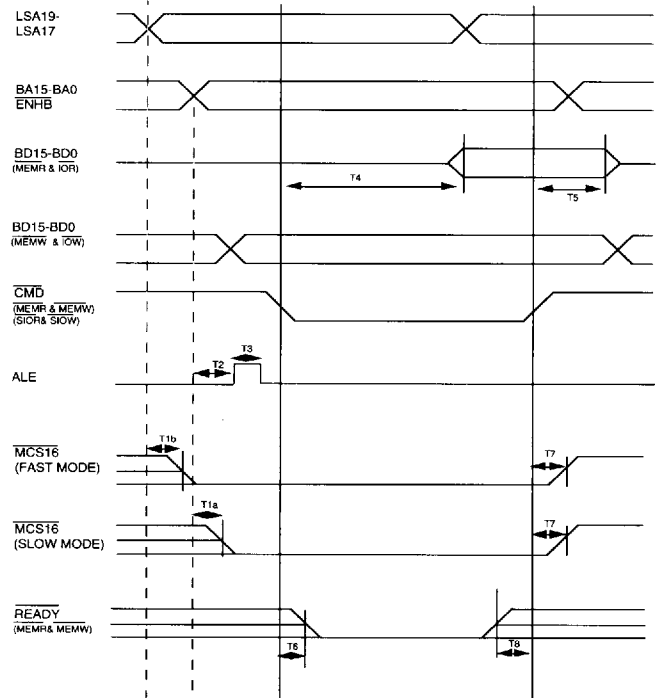 LSA19-
LSA17
BA15-BA0
ENHB
BD15-BD0
(MEMR & IOR)
T4
T5
BD15-BD0
(MEMW & IOW)
CMD
(MEMR & MEMW)
(SIOR& SIOW)
T3
T2
ALE
T1b
T7
MCS16
(FAST MODE)
T1a
T7
MCS16
(SLOW MODE)
READY
(MEMR& MEMW)
T6
T8